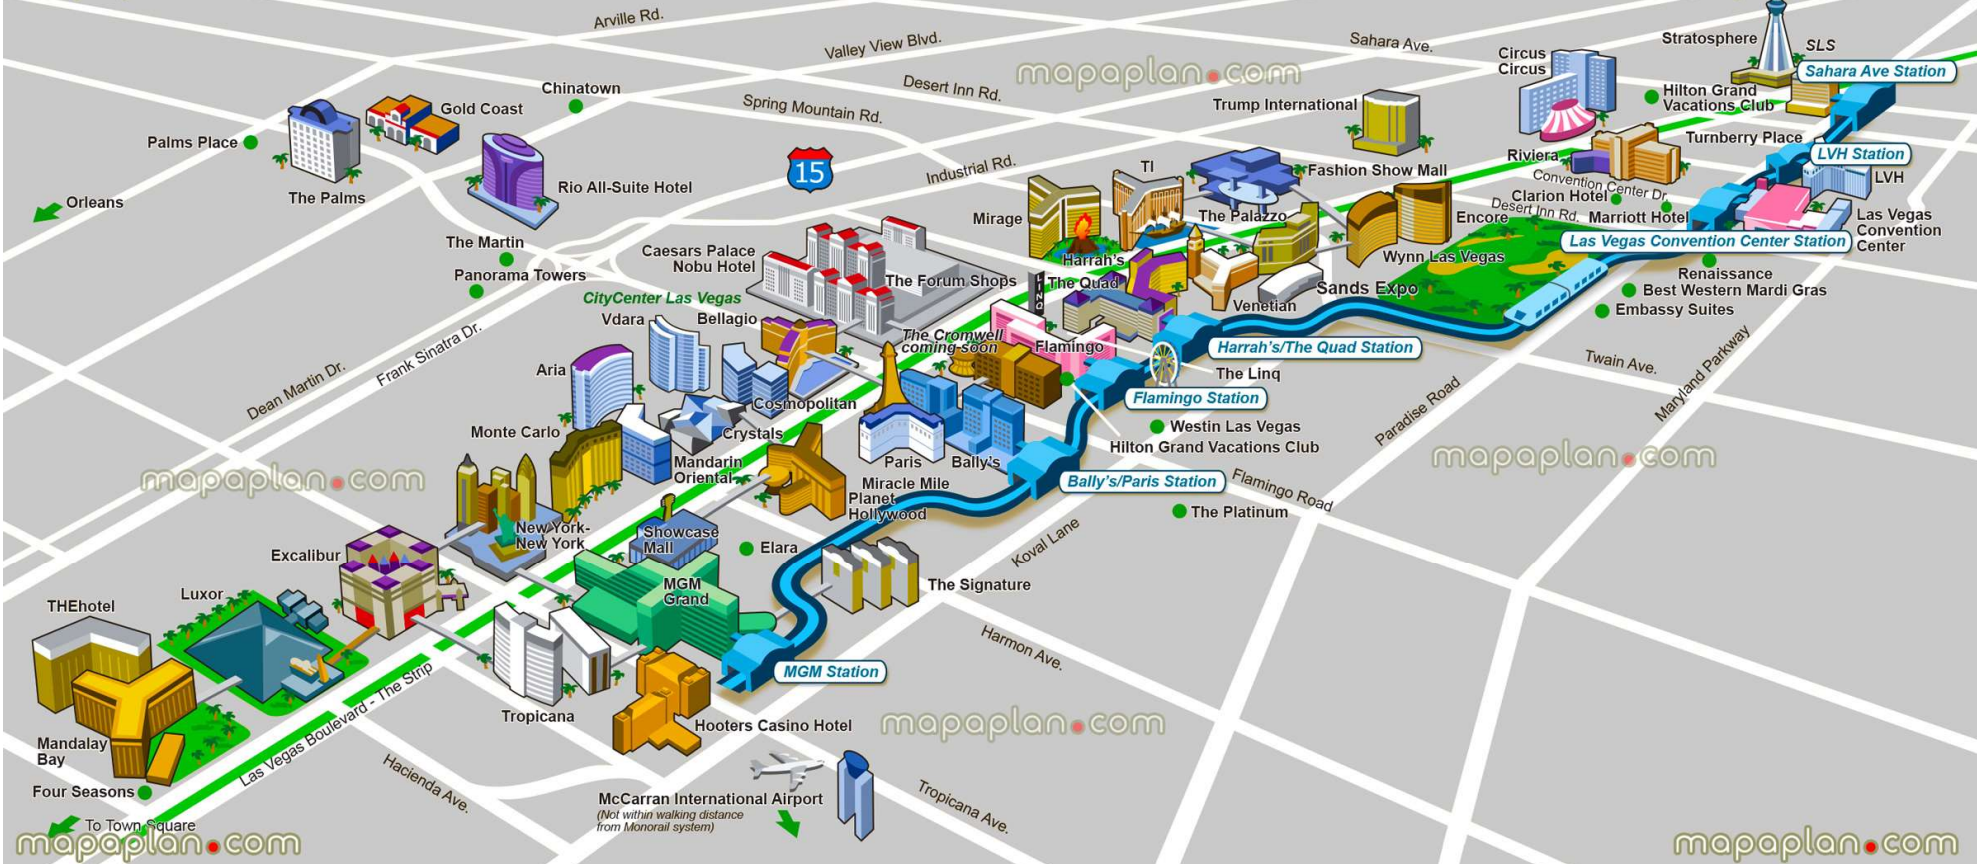 Arville Rd.
Valley View Blvd.
Sahara Ave.
Stratosphere
SLS
Circus
Circus
Sahara Ave Station
mapaplan.com
Desert Inn Rd.
Chinatown
Gold Coast
Spring Mountain Rd.
Trump International
Hilton Grand
Vacations Club
Turnberry Place
Palms Place
15
Industrial Rd.
TI
Fashion Show Mall
Riviera
LVH Station
LVH
The Palms
Rio All-Suite Hotel
Orleans
Convention Center Dr.
Clarion Hotel
Desert Inn Rd.
Marriott Hotel
Mirage
The Palazzo
Encore
Las Vegas
Convention
Center
The Martin
Panorama Towers
Caesars Palace
Nobu Hotel
Harrah's
Wynn Las Vegas
Las Vegas Convention Center Station
The Forum Shops
LINQ
The Quad
Venetian
Sands Expo
Renaissance
Best Western Mardi Gras
Embassy Suites
CityCenter Las Vegas
Vdara
Bellagio
The Cromwell
coming soon
Flamingo
Harrah's/The Quad Station
Twain Ave.
Frank Sinatra Dr.
Dean Martin Dr.
Aria
The Linq
Flamingo Station
Paradise Road
Maryland Parkway
Cosmopolitan
Westin Las Vegas
Hilton Grand Vacations Club
Monte Carlo
Crystals
Mandarin
Oriental
Paris
Bally's
mapaplan.com
mapaplan.com
Miracle Mile
Planet
Hollywood
Bally's/Paris Station
Flamingo Road
The Platinum
New York-
New York
Showcase
Mall
Elara
Koval Lane
Excalibur
MGM
Grand
The Signature
Luxor
THEhotel
Harmon Ave.
MGM Station
Las Vegas Boulevard - The Strip
Tropicana
Hooters Casino Hotel
mapaplan.com
Mandalay
Bay
Four Seasons
Hacienda Ave.
McCarran International Airport
(Not within walking distance
from Monorail system)
Tropicana Ave.
To Town Square
mapaplan.com
mapaplan.com